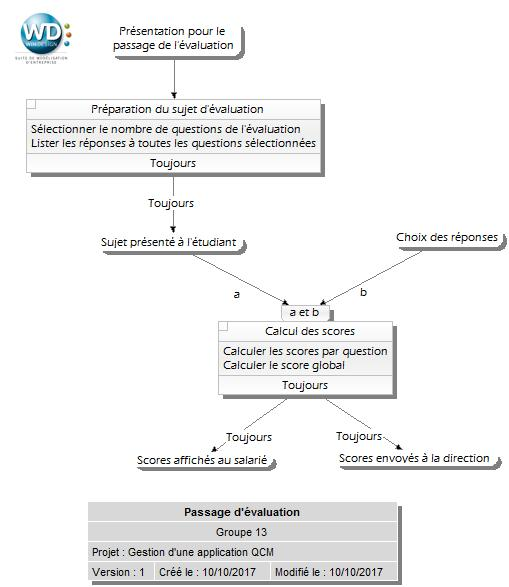 WD:
WIN'DESIGN
SUITE DE MODÉLISATION
D'ENTREPRISE
Présentation pour le
passage de l'évaluation
Préparation du sujet d'évaluation
Sélectionner le nombre de questions de l'évaluation
Lister les réponses à toutes les questions sélectionnées
Toujours
Toujours
Sujet présenté à l'étudiant
Choix des réponses
a
b
a et b
Calcul des scores
Calculer les scores par question
Calculer le score global
Toujours
Toujours
Toujours
Scores affichés au salarié
Scores envoyés à la direction
Passage d'évaluation
Groupe 13
Projet : Gestion d'une application QCM
Version : 1 Créé le : 10/10/2017 Modifié le : 10/10/2017